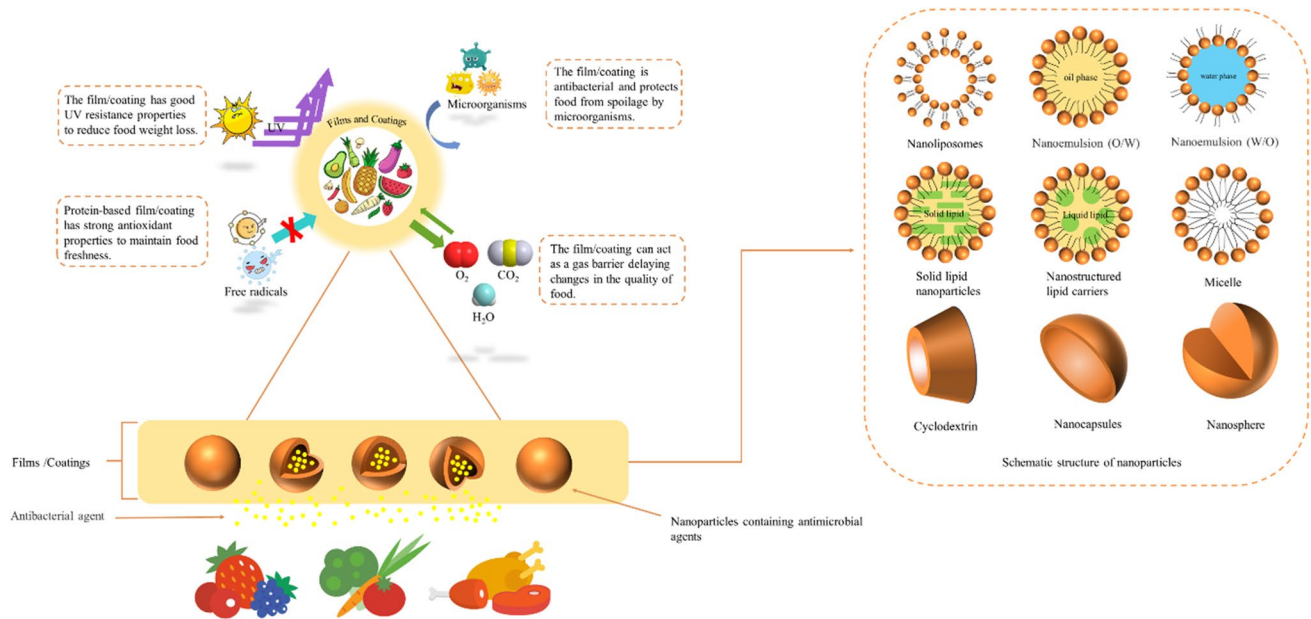 The film/coating has good
UV resistance properties
to reduce food weight loss.
UV
Films and Coatings
Microorganisms
The film/coating is
antibacterial and protects
food from spoilage by
microorganisms.
Protein-based film/coating
has strong antioxidant
properties to maintain food
freshness.
Free radicals
O₂
CO₂
H₂O
The film/coating can act
as a gas barrier delaying
changes in the quality of
food.
Films /Coatings
Antibacterial agent
Nanoparticles containing antimicrobial
agents
oil phase
water phase
Nanoliposomes
Nanoemulsion (O/W)
Nanoemulsion (W/O)
Solid lipid
Liquid lipid
Solid lipid
nanoparticles
Nanostructured
lipid carriers
Micelle
Cyclodextrin
Nanocapsules
Nanosphere
Schematic structure of nanoparticles